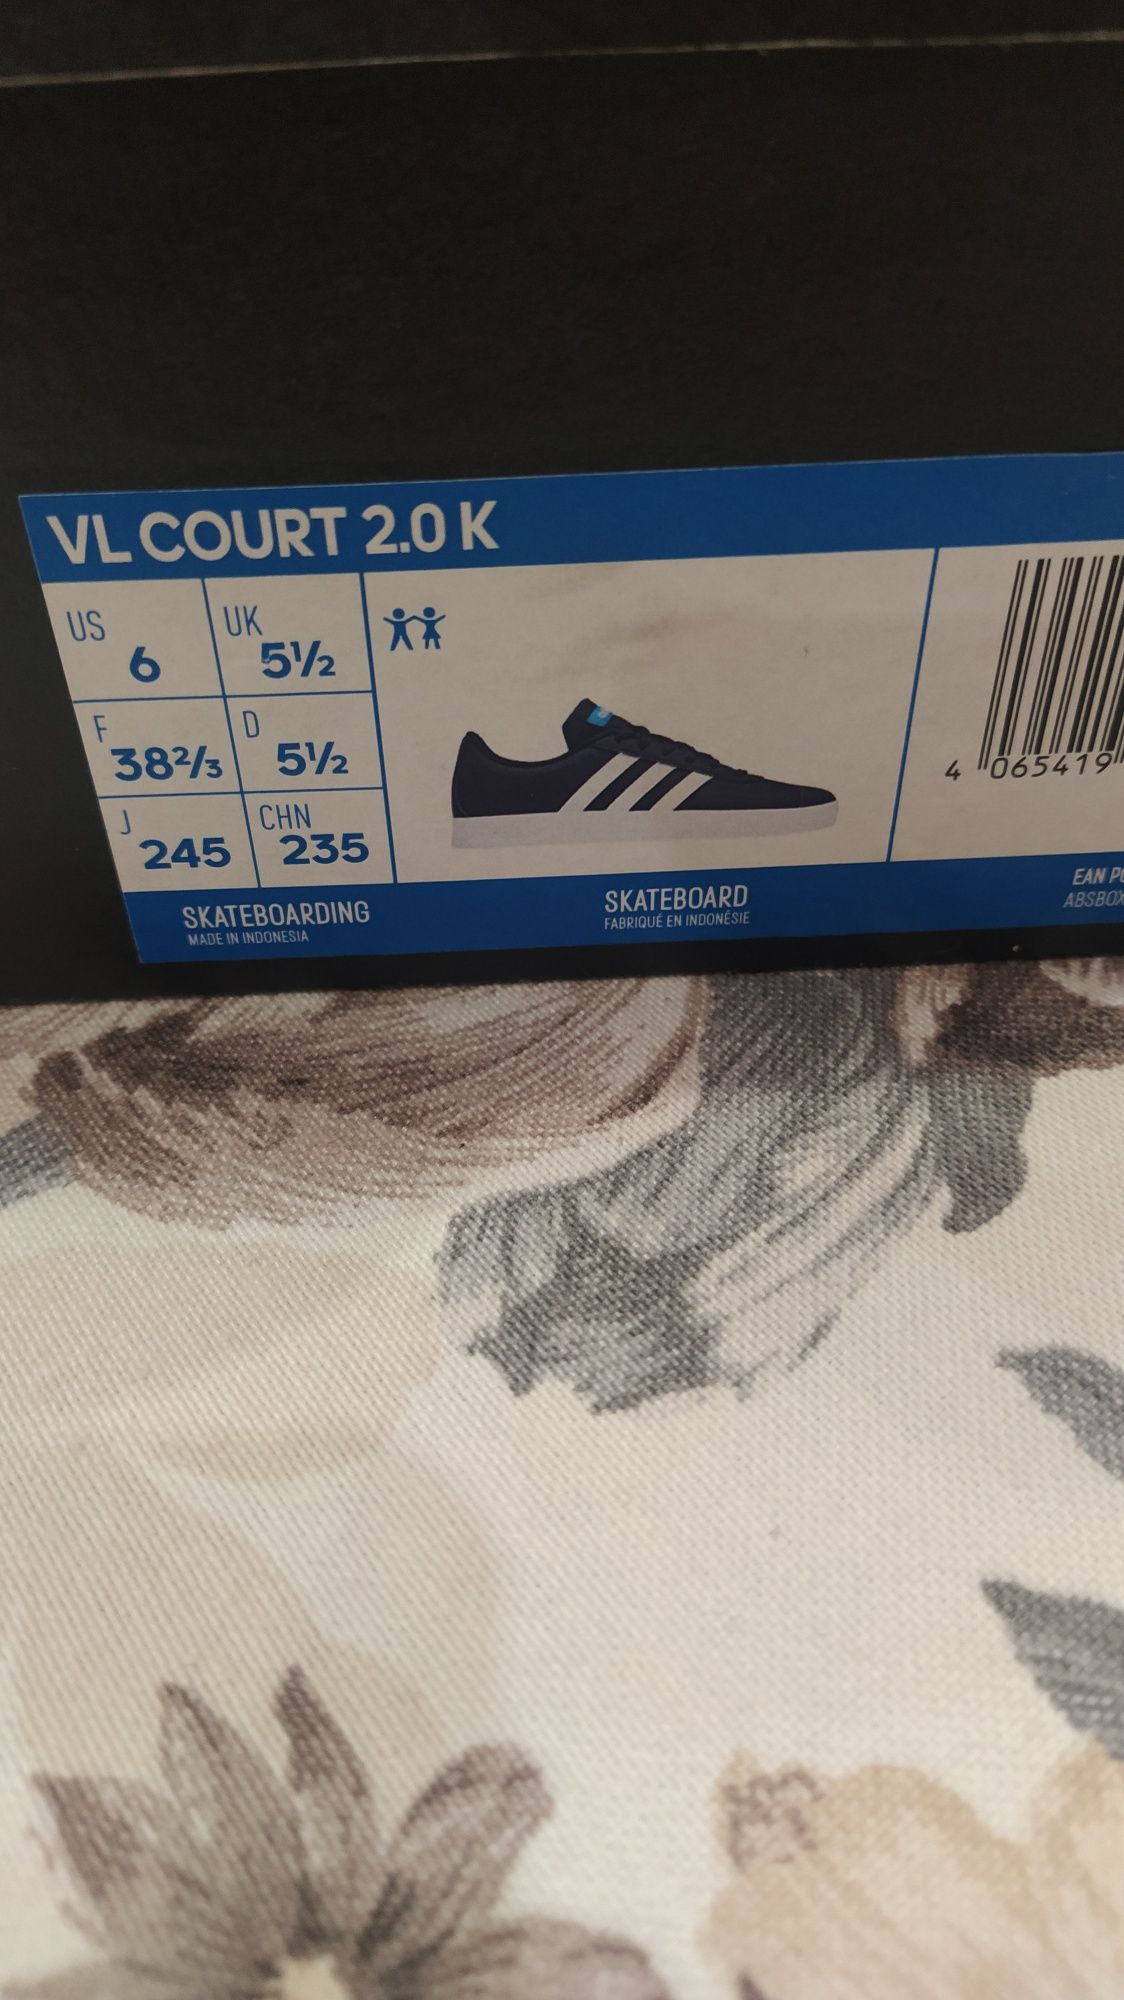 VL COURT 2.0 K
US 6 UK 5½
F 38⅔ D 5½
J 245 CHN 235
4 065419
SKATEBOARDING
MADE IN INDONESIA
SKATEBOARD
FABRIQUÉ EN INDONÉSIE
EAN